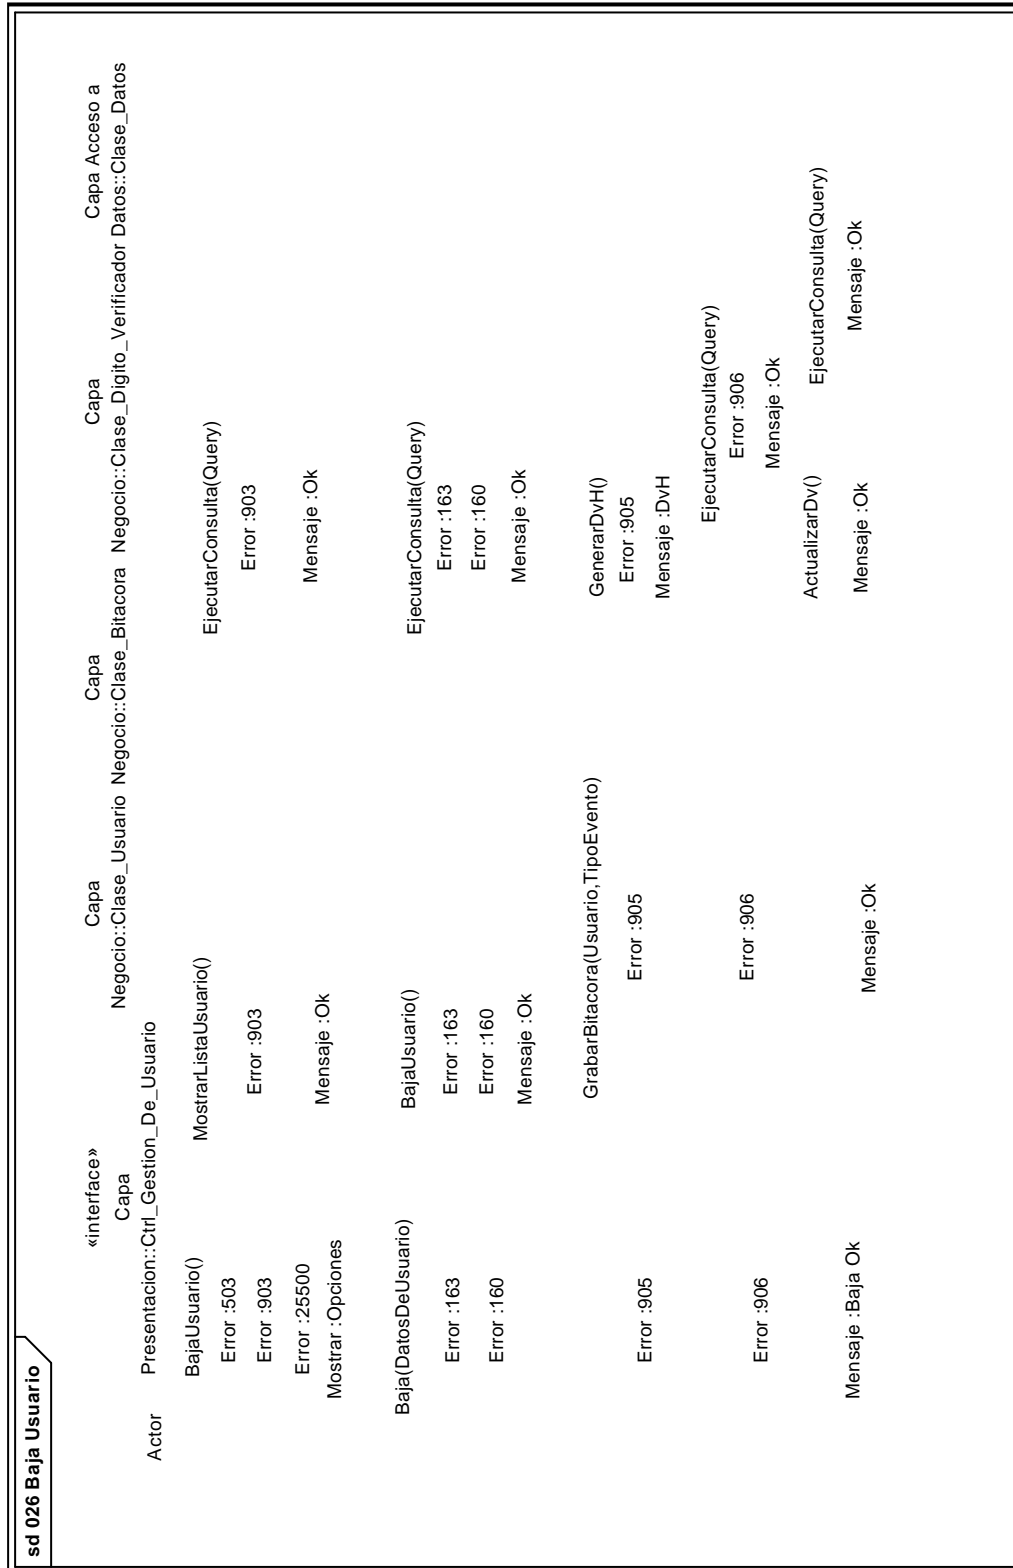 sd 026 Baja Usuario
Actor
«interface»
Capa
Presentacion::Ctrl_Gestion_De_Usuario
Capa
Negocio::Clase_Usuario
Capa
Negocio::Clase_Bitacora
Capa
Negocio::Clase_Digito_Verificador
Capa Acceso a
Datos::Clase_Datos
BajaUsuario()
MostrarListaUsuario()
EjecutarConsulta(Query)
Error :503
Error :903
Error :903
Error :903
Error :25500
Mensaje :Ok
Mensaje :Ok
Mostrar :Opciones
Baja(DatosDeUsuario)
BajaUsuario()
EjecutarConsulta(Query)
Error :163
Error :163
Error :163
Error :160
Error :160
Error :160
Mensaje :Ok
Mensaje :Ok
GrabarBitacora(Usuario,TipoEvento)
GenerarDvH()
Error :905
Error :905
Error :905
Mensaje :DvH
EjecutarConsulta(Query)
Error :906
Error :906
Error :906
Mensaje :Ok
ActualizarDv()
EjecutarConsulta(Query)
Mensaje :Baja Ok
Mensaje :Ok
Mensaje :Ok
Mensaje :Ok